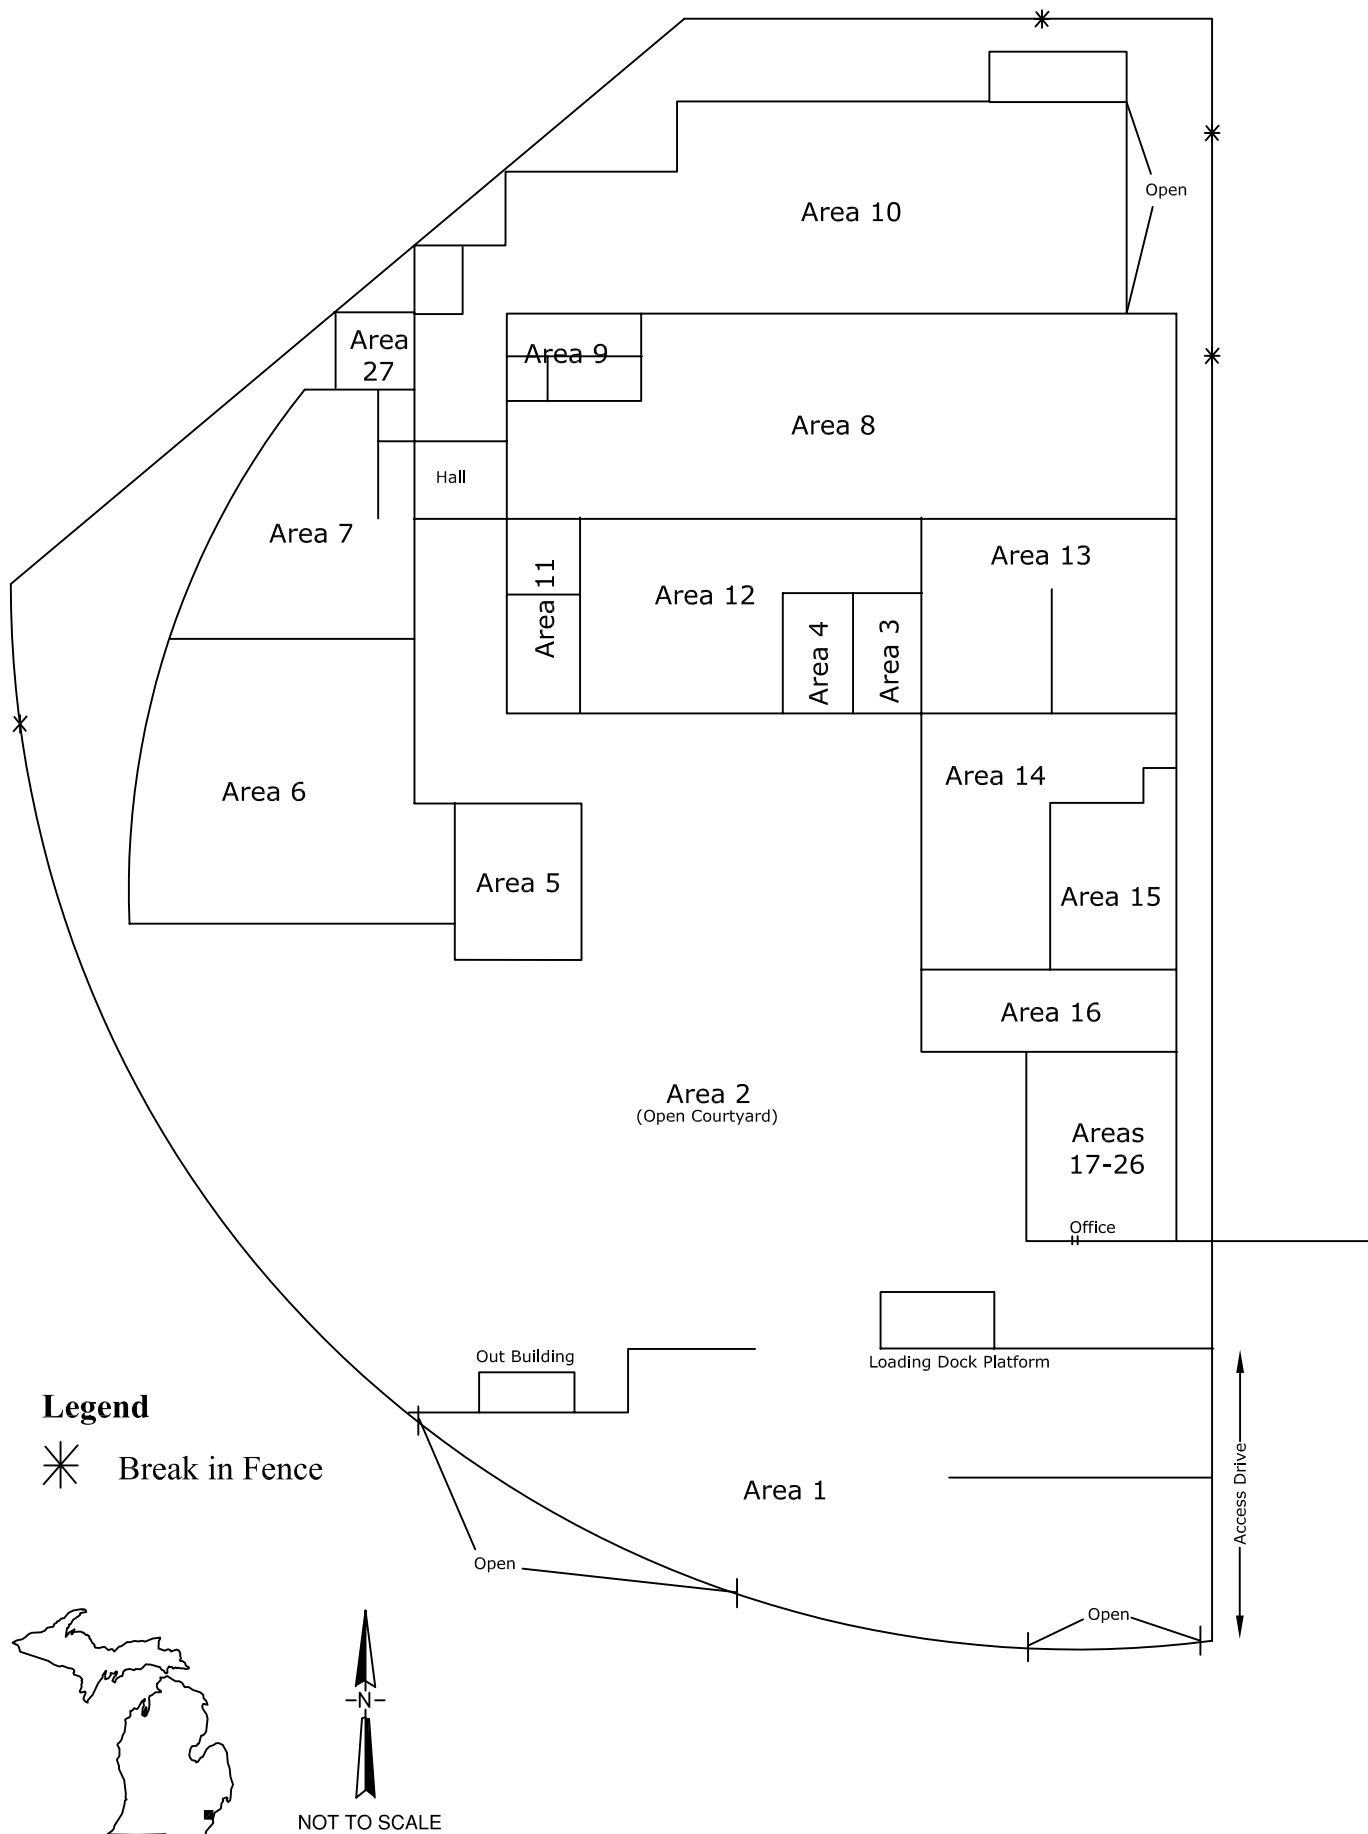 Open
Area 10
Area
27
Area 9
Area 8
Hall
Area 7
Area 13
Area 11
Area 12
Area 4
Area 3
Area 14
Area 6
Area 5
Area 15
Area 16
Area 2
(Open Courtyard)
Areas
17-26
Office
Out Building
Loading Dock Platform
Legend
Break in Fence
Area 1
Access Drive
Open
Open
N
NOT TO SCALE